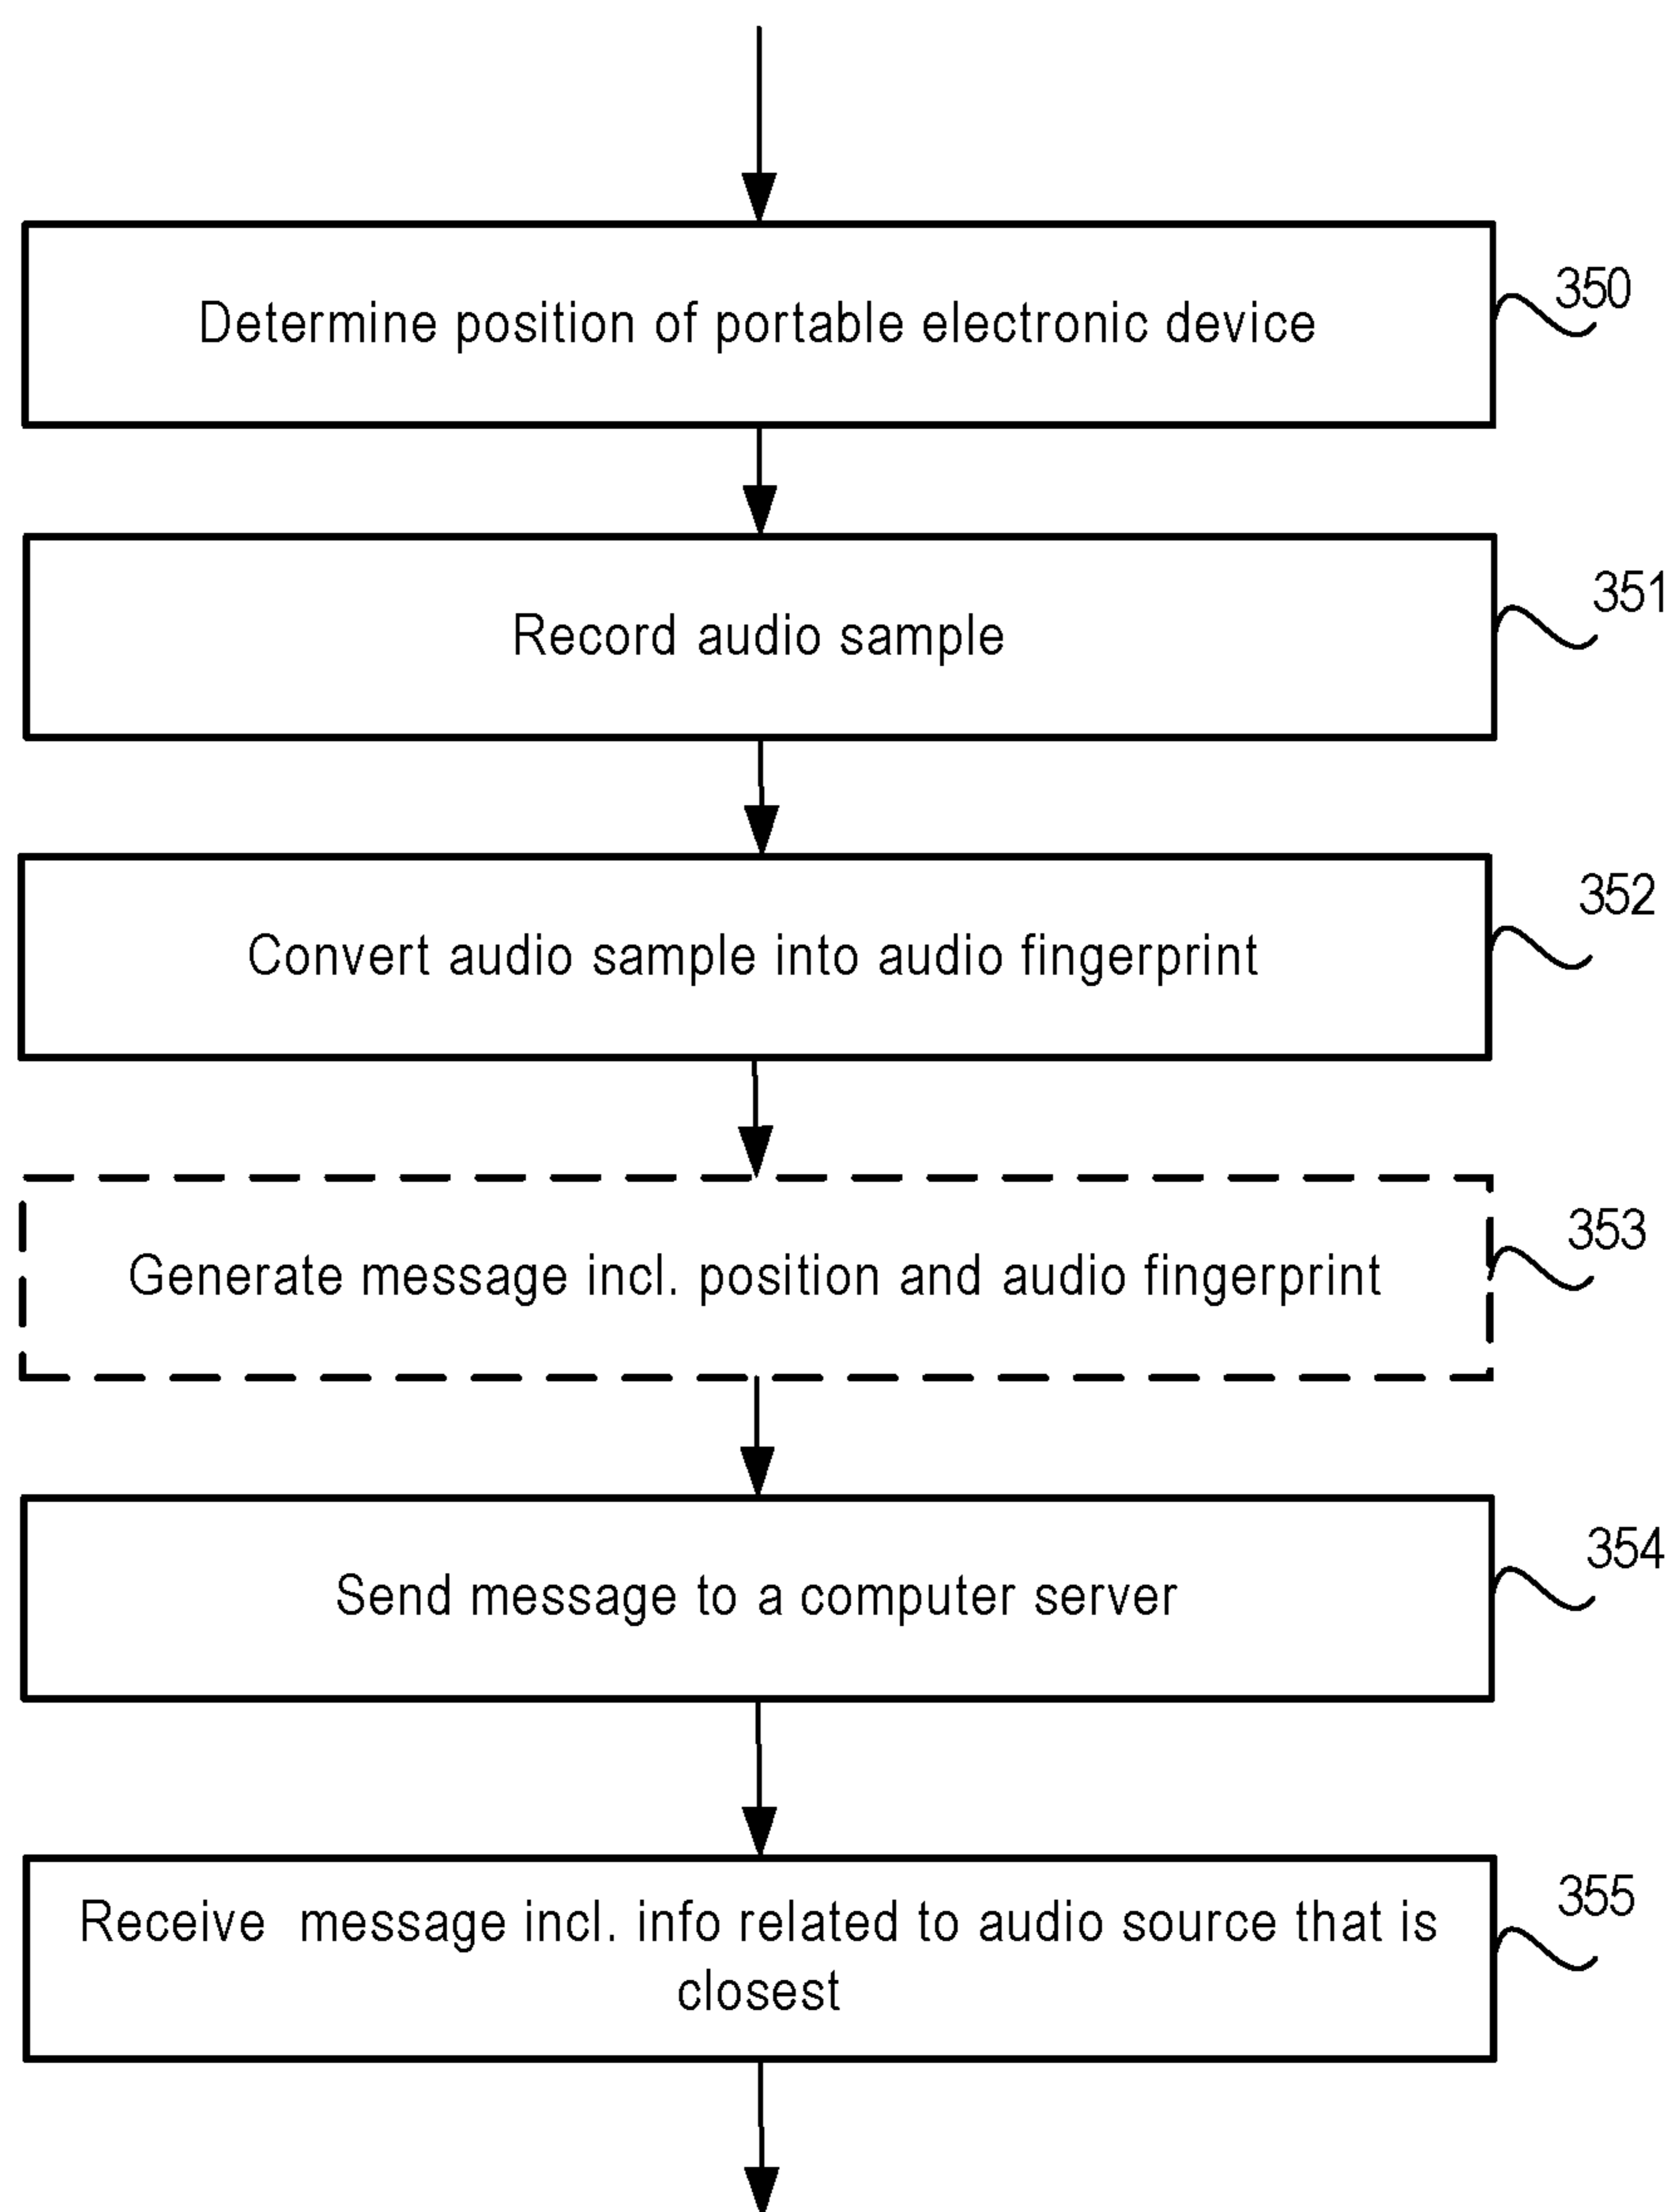 350
Determine position of portable electronic device
351
Record audio sample
352
Convert audio sample into audio fingerprint
353
Generate message incl. position and audio fingerprint
354
Send message to a computer server
355
Receive message incl. info related to audio source that is
closest